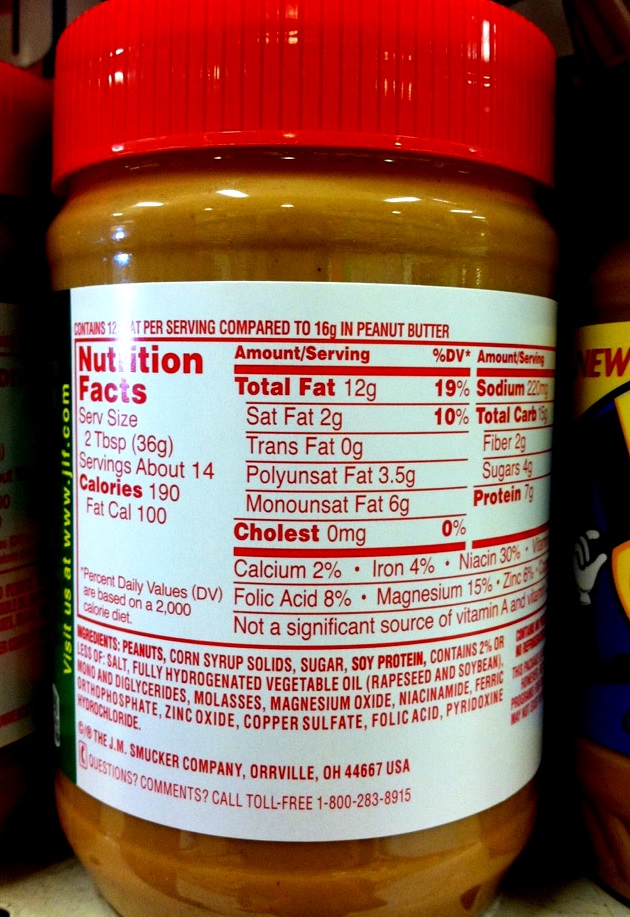 CONTAINS 12 AT PER SERVING COMPARED TO 16g IN PEANUT BUTTER
Nutrition
Facts
Serv Size
2 Tbsp (36g)
Servings About 14
Calories 190
Fat Cal 100
*Percent Daily Values (DV)
are based on a 2,000
calorie diet.
Amount/Serving %DV*
Total Fat 12g 19%
Sat Fat 2g 10%
Trans Fat 0g
Polyunsat Fat 3.5g
Monounsat Fat 6g
Cholest 0mg 0%
Amount/Serving
Sodium 220mg
Total Carb 15g
Fiber 2g
Sugars 4g
Protein 7g
Calcium 2% • Iron 4% • Niacin 30% •
Folic Acid 8% • Magnesium 15% • Zinc 6% •
Not a significant source of vitamin A and
INGREDIENTS: PEANUTS, CORN SYRUP SOLIDS, SUGAR, SOY PROTEIN, CONTAINS 2% OR
LESS OF: SALT, FULLY HYDROGENATED VEGETABLE OIL (RAPESEED AND SOYBEAN),
MONO AND DIGLYCERIDES, MOLASSES, MAGNESIUM OXIDE, NIACINAMIDE, FERRIC
ORTHOPHOSPHATE, ZINC OXIDE, COPPER SULFATE, FOLIC ACID, PYRIDOXINE
HYDROCHLORIDE.
©/® THE J.M. SMUCKER COMPANY, ORRVILLE, OH 44667 USA
QUESTIONS? COMMENTS? CALL TOLL-FREE 1-800-283-8915
Visit us at www.jif.com
NEW